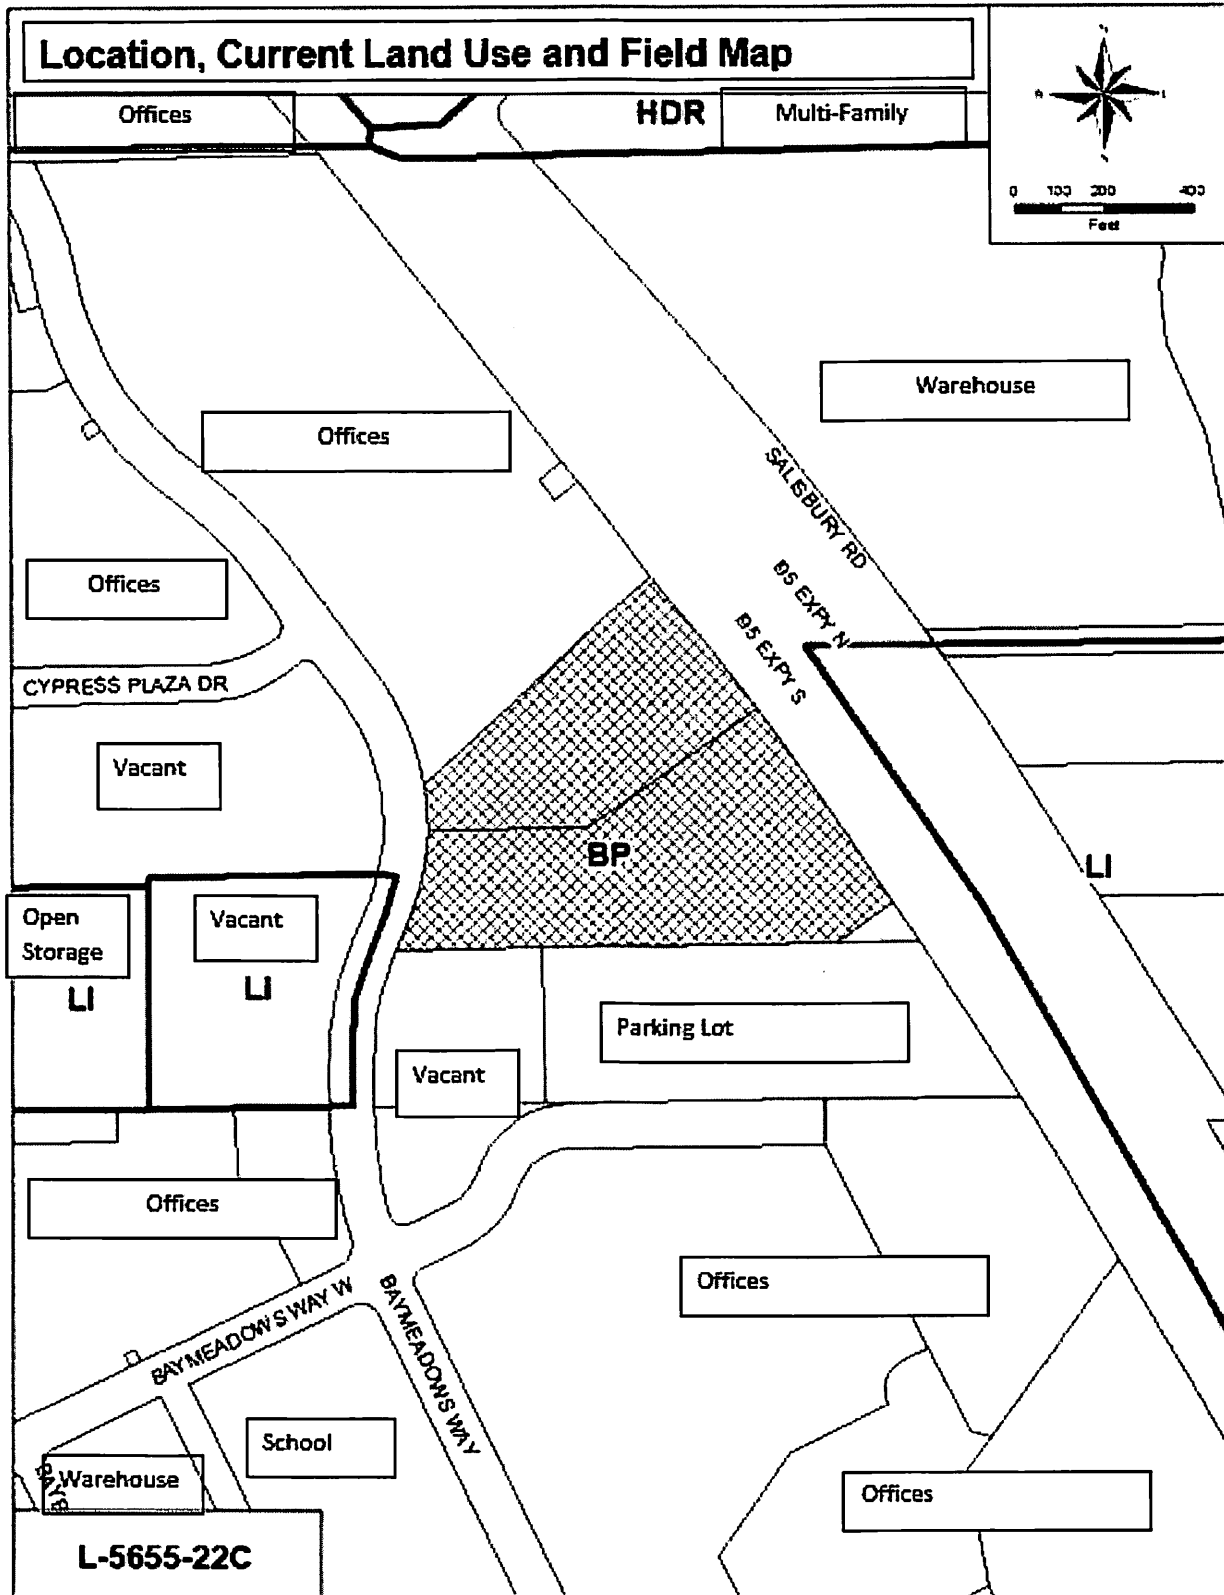 Location, Current Land Use and Field Map
Offices
HDR
Multi-Family
0 100 200 400
Feet
Warehouse
Offices
SALISBURY RD
Offices
I95 EXPY N
I95 EXPY S
CYPRESS PLAZA DR
Vacant
BP
LI
Open
Storage
LI
Vacant
LI
Parking Lot
Vacant
Offices
Offices
BAYMEADOWS WAY W
BAYMEADOWS WAY
School
Warehouse
Offices
L-5655-22C